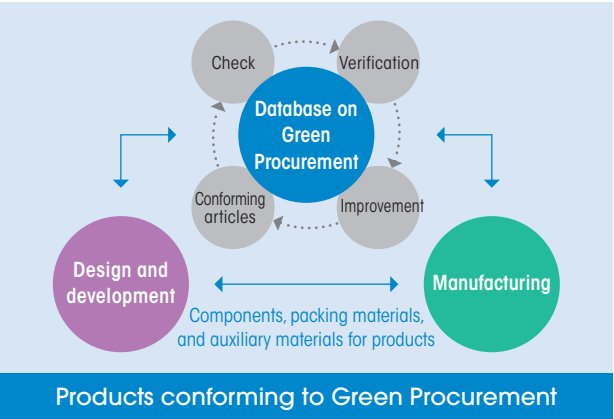 Check
Verification
Database on
Green
Procurement
Conforming
articles
Improvement
Design and
development
Manufacturing
Components, packing materials,
and auxiliary materials for products
Products conforming to Green Procurement